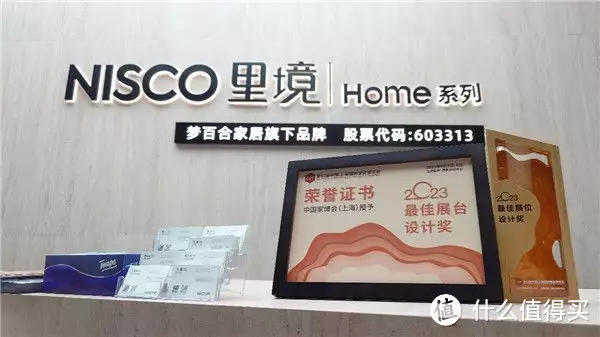 NISCO 里境 Home 系列
梦百合家居旗下品牌 股票代码:603313
荣誉证书
中国家博会(上海)授予
2023
最佳展台
设计奖
2023
最佳展位
设计奖
Tempo
值 什么值得买